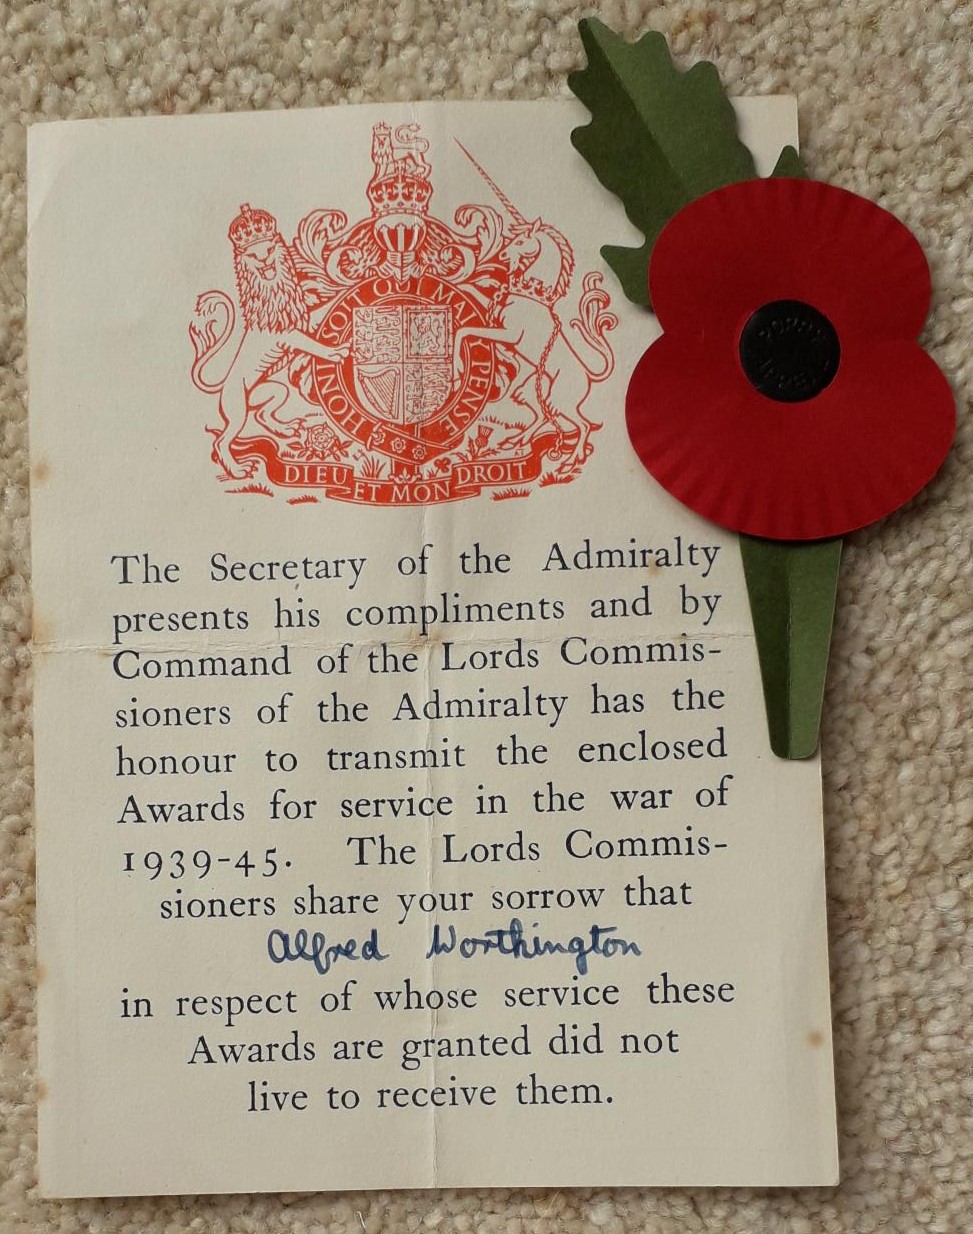 HONI SOIT QUI MAL Y PENSE
DIEU ET MON DROIT
The Secretary of the Admiralty
presents his compliments and by
Command of the Lords Commis-
sioners of the Admiralty has the
honour to transmit the enclosed
Awards for service in the war of
1939-45. The Lords Commis-
sioners share your sorrow that
Alfred Worthington
in respect of whose service these
Awards are granted did not
live to receive them.
POPPY
APPEAL